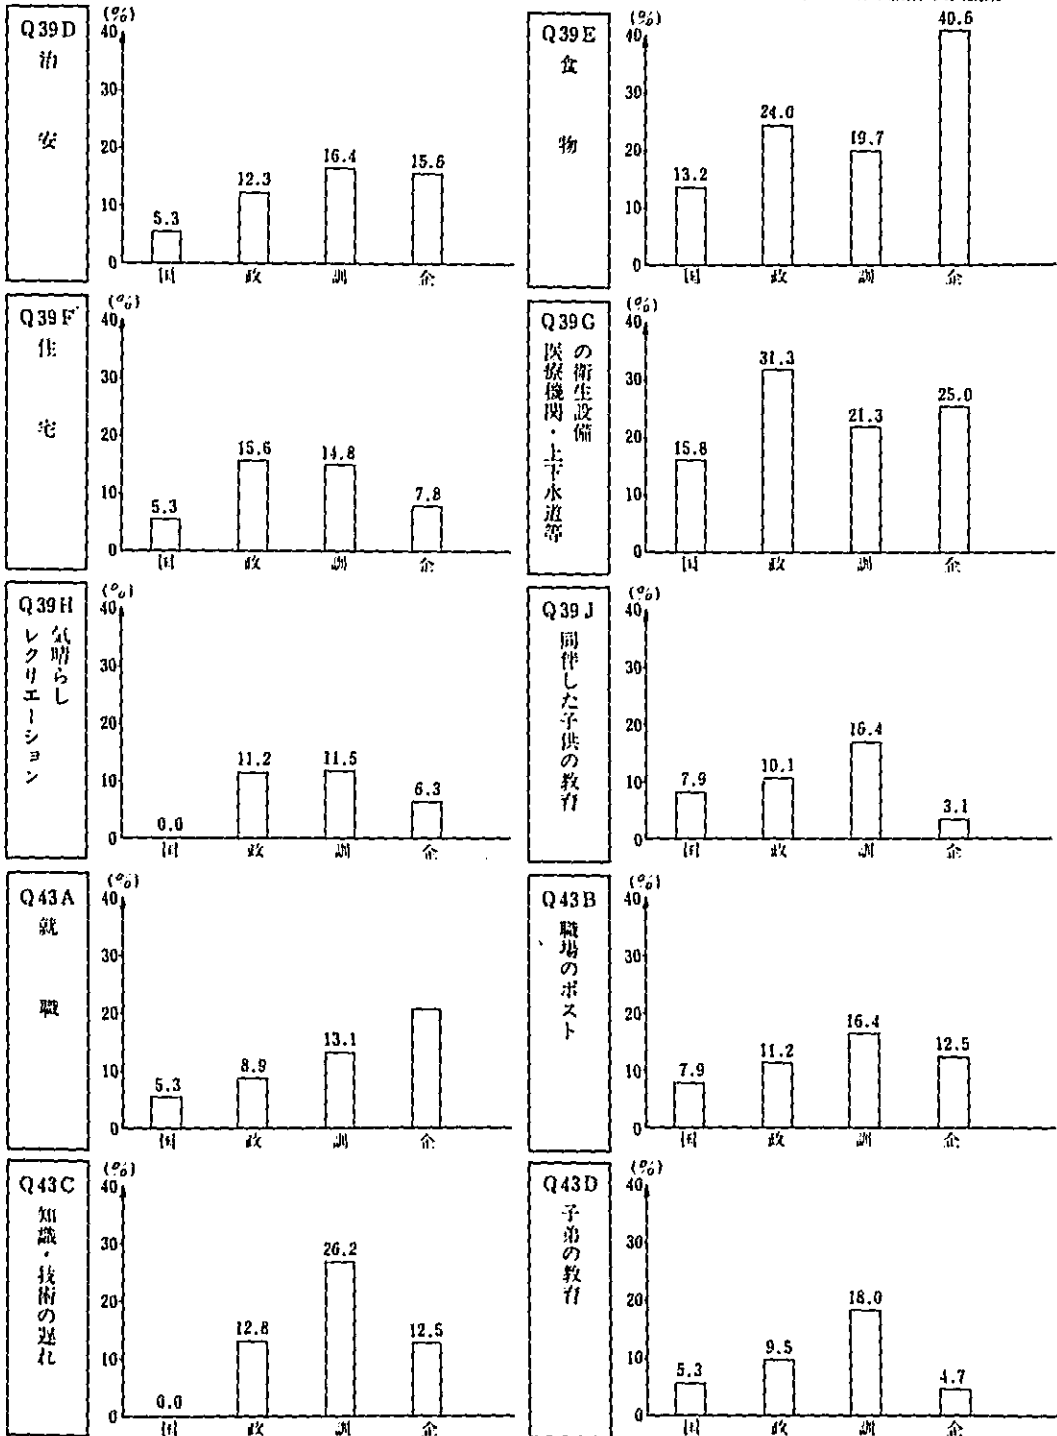 Q39D
治安
(%)
40
30
20
10
0
5.3
12.3
16.4
15.6
国
政
訓
企
Q39E
食物
(%)
40
30
20
10
0
13.2
24.0
19.7
40.6
国
政
訓
企
Q39F
住宅
(%)
40
30
20
10
0
5.3
15.6
14.8
7.8
国
政
訓
企
Q39G
医療機関・上下水道等
の衛生設備
(%)
40
30
20
10
0
15.8
31.3
21.3
25.0
国
政
訓
企
Q39H
気晴らし
レクリエーション
(%)
40
30
20
10
0
0.0
11.2
11.5
6.3
国
政
訓
企
Q39J
同伴した子供の教育
(%)
40
30
20
10
0
7.9
10.1
16.4
3.1
国
政
訓
企
Q43A
就職
(%)
40
30
20
10
0
5.3
8.9
13.1
国
政
訓
企
Q43B
職場のポスト
(%)
40
30
20
10
0
7.9
11.2
16.4
12.5
国
政
訓
企
Q43C
知識・技術の遅れ
(%)
40
30
20
10
0
0.0
12.8
26.2
12.5
国
政
訓
企
Q43D
子弟の教育
(%)
40
30
20
10
0
5.3
9.5
18.0
4.7
国
政
訓
企